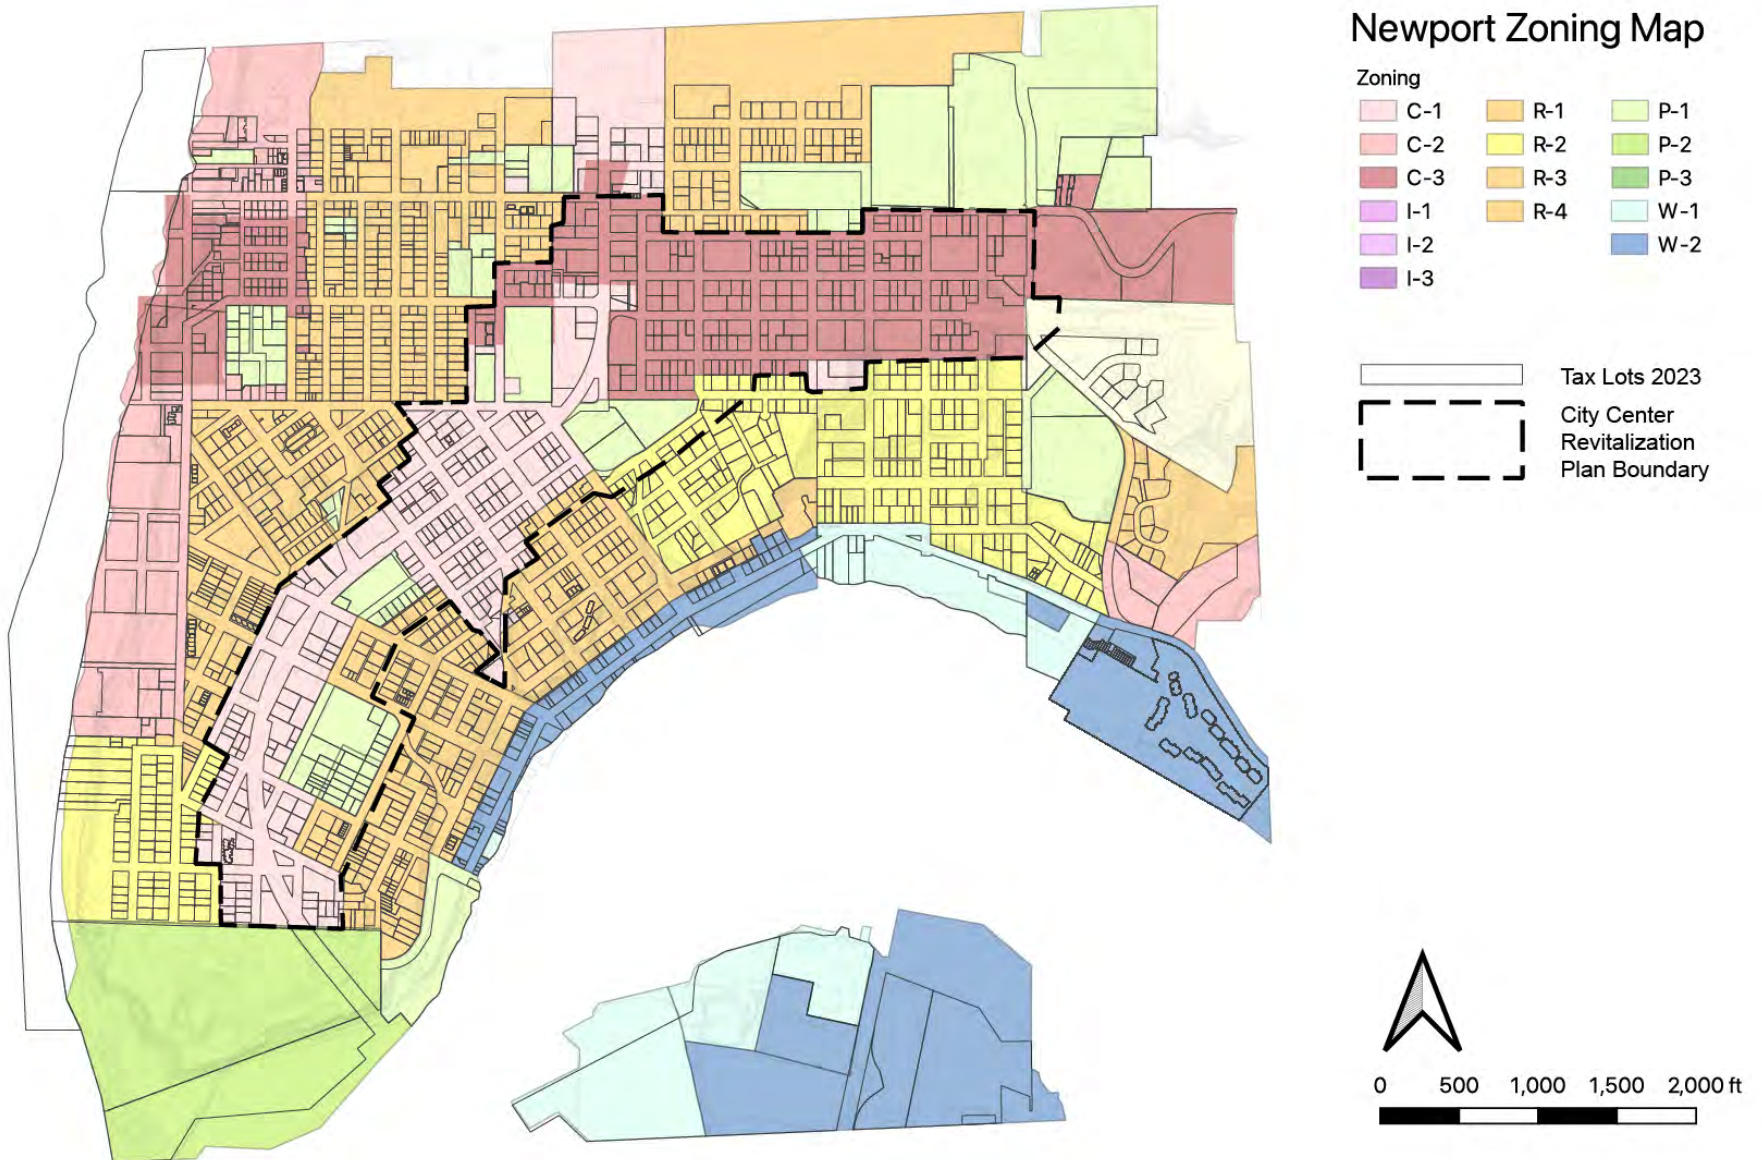 Newport Zoning Map
Zoning
C-1 R-1 P-1
C-2 R-2 P-2
C-3 R-3 P-3
I-1 R-4 W-1
I-2 W-2
I-3
Tax Lots 2023
City Center
Revitalization
Plan Boundary
0 500 1,000 1,500 2,000 ft